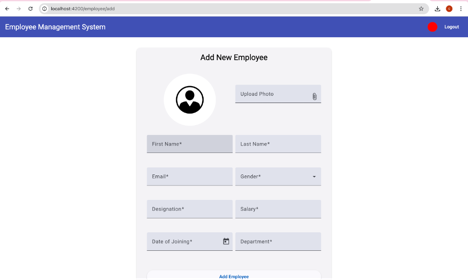 localhost:4200/employee/add
Employee Management System
Logout
Add New Employee
Upload Photo
First Name*
Last Name*
Email*
Gender*
Designation*
Salary*
Date of Joining*
Department*
Add Employee